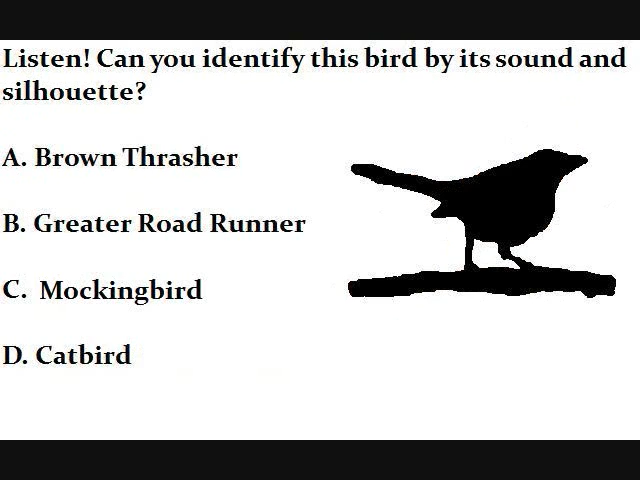 Listen! Can you identify this bird by its sound and
silhouette?
A. Brown Thrasher
B. Greater Road Runner
C. Mockingbird
D. Catbird